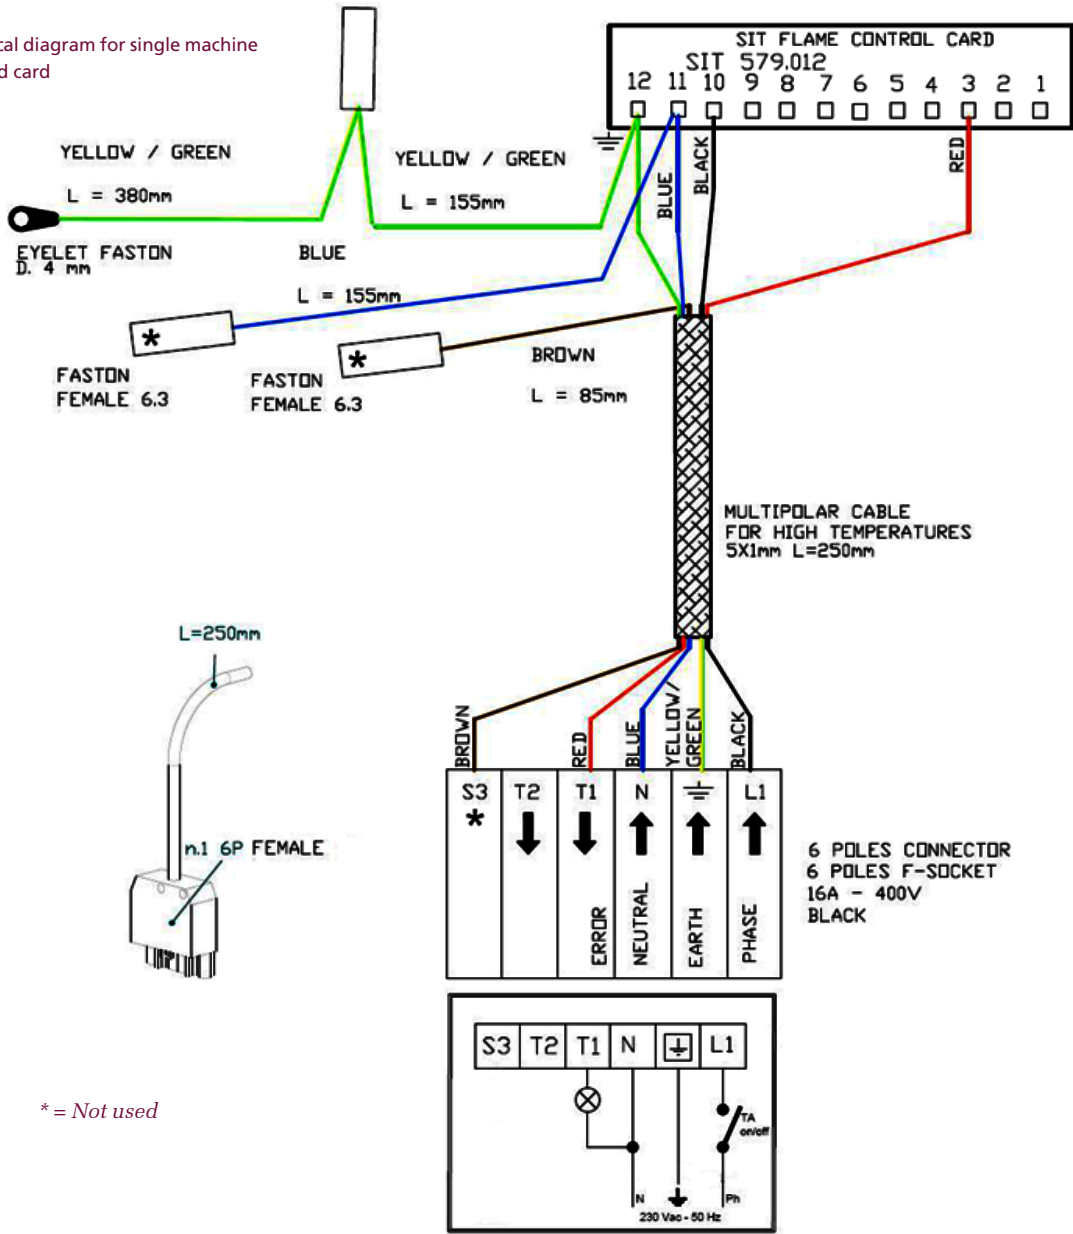 cal diagram for single machine
d card
SIT FLAME CONTROL CARD
SIT 579.012
12 11 10 9 8 7 6 5 4 3 2 1
YELLOW / GREEN
L = 380mm
YELLOW / GREEN
L = 155mm
BLUE
BLACK
RED
EYELET FASTON
D. 4 mm
BLUE
L = 155mm
*
FASTON
FEMALE 6.3
*
FASTON
FEMALE 6.3
BROWN
L = 85mm
MULTIPOLAR CABLE
FOR HIGH TEMPERATURES
5X1mm L=250mm
L=250mm
n.1 6P FEMALE
BROWN
RED
BLUE
YELLOW/
GREEN
BLACK
S3 T2 T1 N L1
*
ERROR
NEUTRAL
EARTH
PHASE
6 POLES CONNECTOR
6 POLES F-SOCKET
16A - 400V
BLACK
S3 T2 T1 N L1
TA
on/off
N Ph
230 Vac - 50 Hz
* = Not used